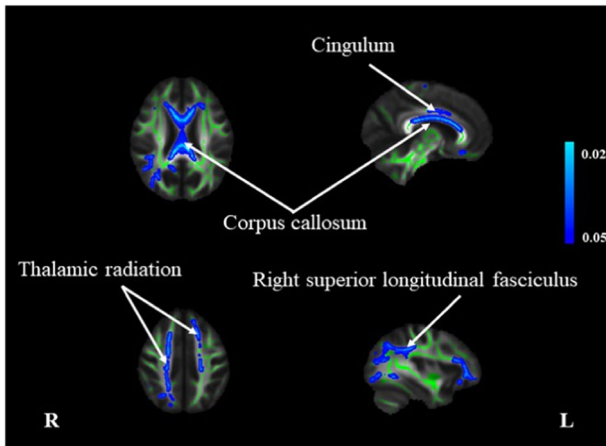 Cingulum
0.02
Corpus callosum
0.05
Thalamic radiation
Right superior longitudinal fasciculus
R
L